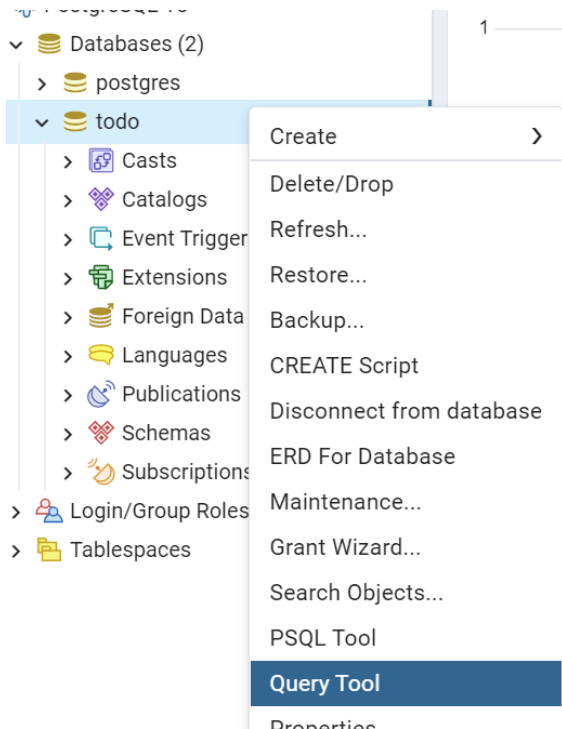 Databases (2)
postgres
todo
Casts
Catalogs
Event Trigger
Extensions
Foreign Data
Languages
Publications
Schemas
Subscriptions
Login/Group Roles
Tablespaces
1
Create
Delete/Drop
Refresh...
Restore...
Backup...
CREATE Script
Disconnect from database
ERD For Database
Maintenance...
Grant Wizard...
Search Objects...
PSQL Tool
Query Tool
Properties